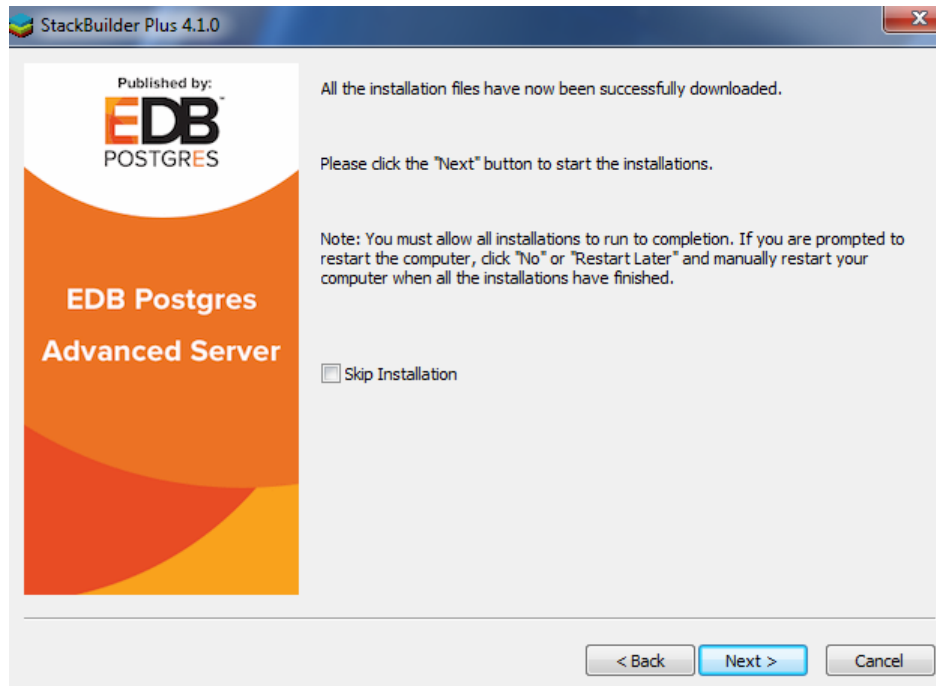 StackBuilder Plus 4.1.0
Published by:
EDB™
POSTGRES
EDB Postgres
Advanced Server
All the installation files have now been successfully downloaded.
Please click the "Next" button to start the installations.
Note: You must allow all installations to run to completion. If you are prompted to
restart the computer, click "No" or "Restart Later" and manually restart your
computer when all the installations have finished.
Skip Installation
< Back
Next >
Cancel